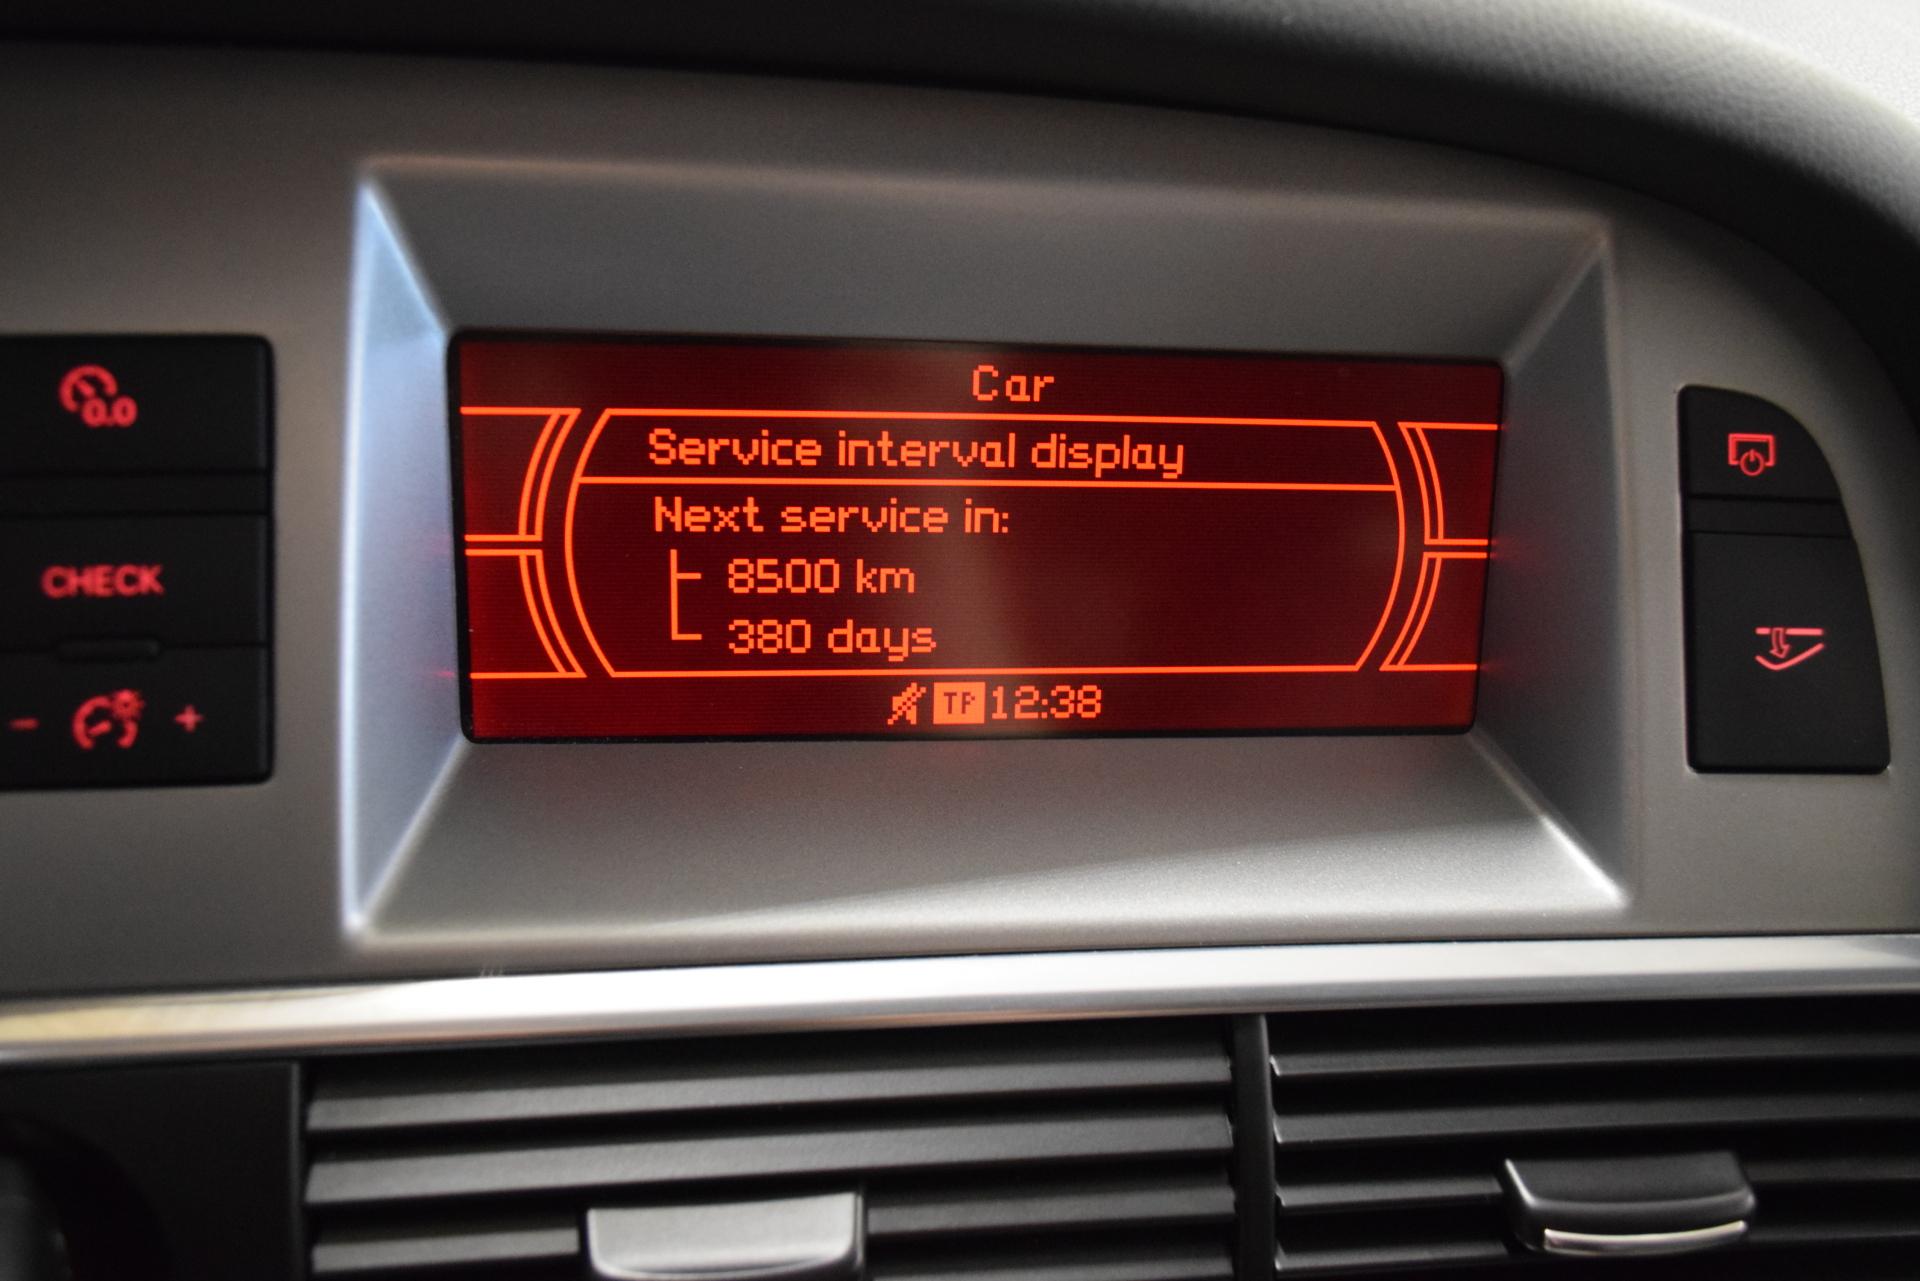 Car
Service interval display
Next service in:
8500 km
380 days
TP 12:38
0.0
CHECK
- +